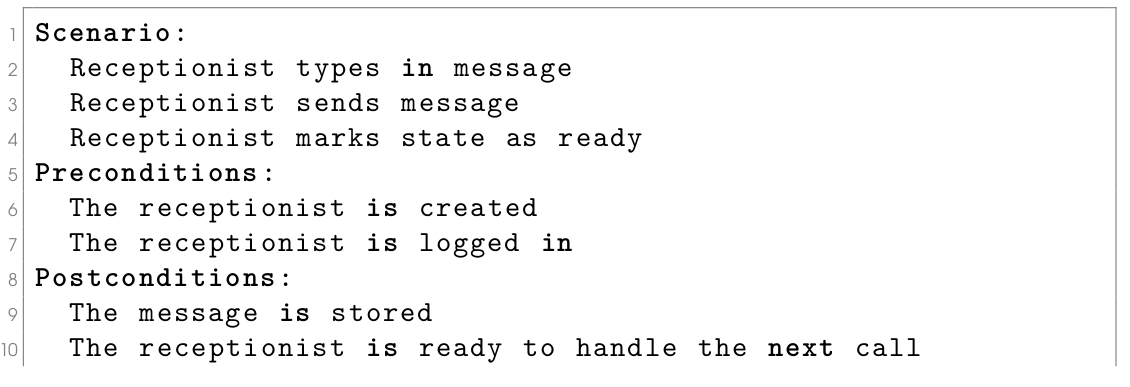 1 Scenario:
2 Receptionist types in message
3 Receptionist sends message
4 Receptionist marks state as ready
5 Preconditions:
6 The receptionist is created
7 The receptionist is logged in
8 Postconditions:
9 The message is stored
10 The receptionist is ready to handle the next call